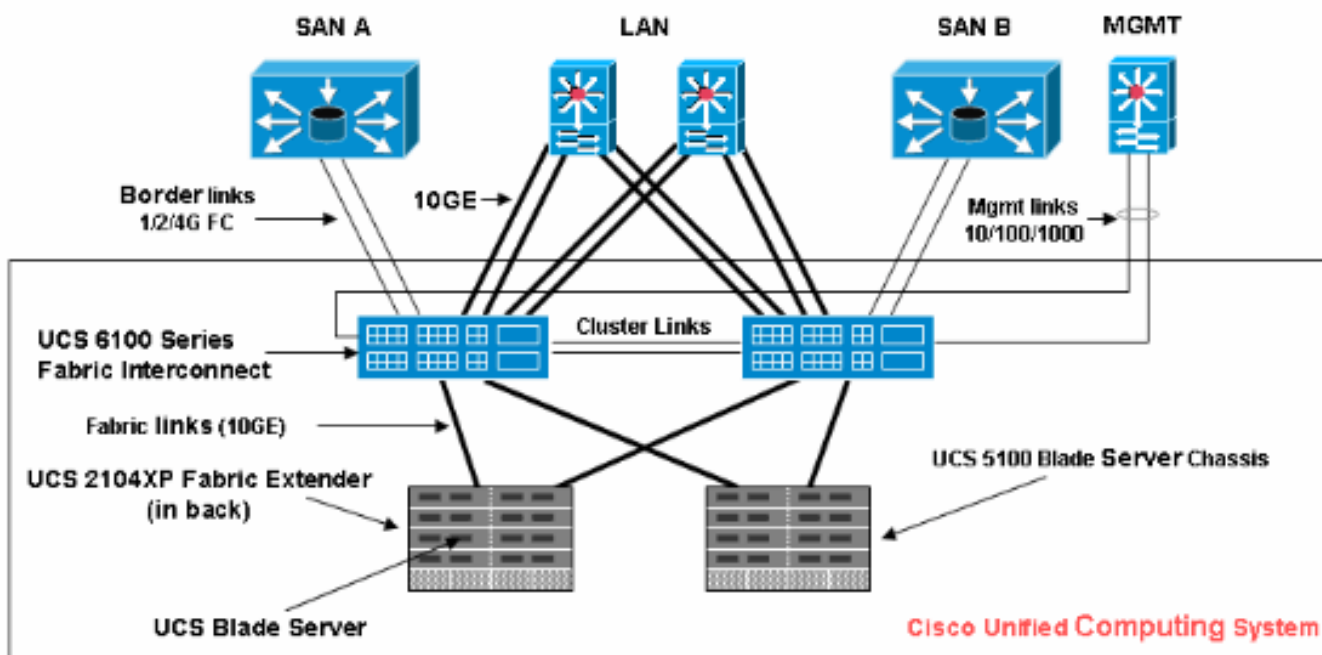 SAN A
LAN
SAN B
MGMT
Border links
1/2/4G FC
10GE
Mgmt links
10/100/1000
UCS 6100 Series
Fabric Interconnect
Cluster Links
Fabric links (10GE)
UCS 2104XP Fabric Extender
(in back)
UCS 5100 Blade Server Chassis
UCS Blade Server
Cisco Unified Computing System